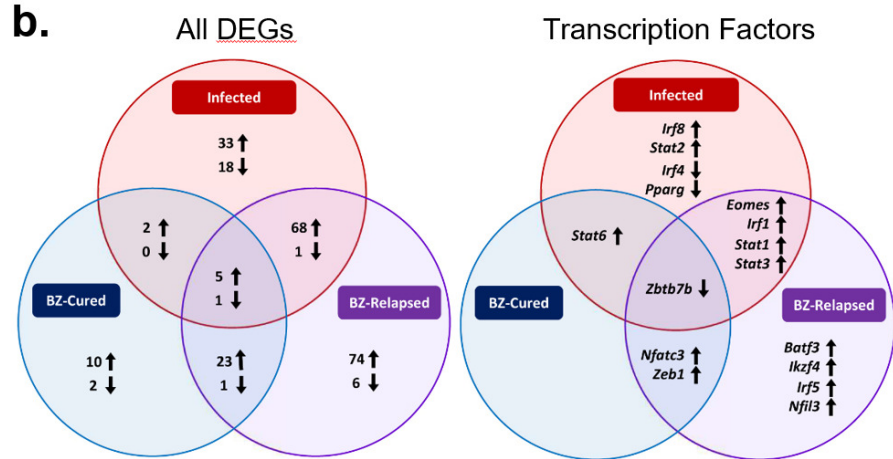 b.
All DEGs
Infected
33 ↑
18 ↓
2 ↑
0 ↓
68 ↑
1 ↓
5 ↑
1 ↓
BZ-Cured
BZ-Relapsed
10 ↑
2 ↓
23 ↑
1 ↓
74 ↑
6 ↓
Transcription Factors
Infected
Irf8 ↑
Stat2 ↑
Irf4 ↓
Pparg ↓
Stat6 ↑
Eomes ↑
Irf1 ↑
Stat1 ↑
Stat3 ↑
Zbtb7b ↓
BZ-Cured
BZ-Relapsed
Nfatc3 ↑
Zeb1 ↑
Batf3 ↑
Ikzf4 ↑
Irf5 ↑
Nfil3 ↑